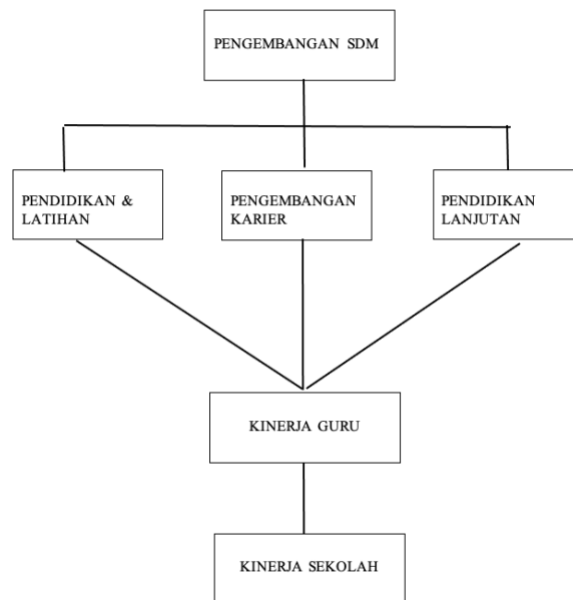 PENGEMBANGAN SDM
PENDIDIKAN &
LATIHAN
PENGEMBANGAN
KARIER
PENDIDIKAN
LANJUTAN
KINERJA GURU
KINERJA SEKOLAH